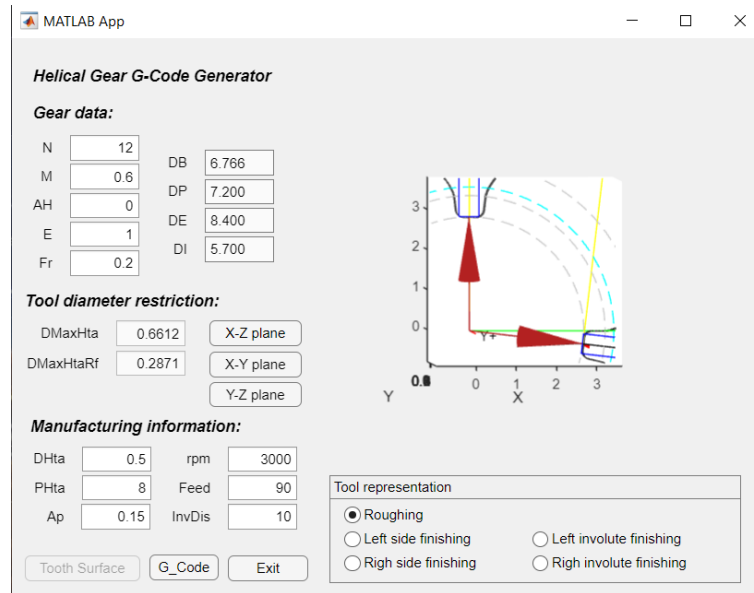 MATLAB App
Helical Gear G-Code Generator
Gear data:
N 12
M 0.6
AH 0
E 1
Fr 0.2
DB 6.766
DP 7.200
DE 8.400
DI 5.700
Tool diameter restriction:
DMaxHta 0.6612 X-Z plane
DMaxHtaRf 0.2871 X-Y plane
Y-Z plane
3
2
1
0
Y+
0 1 2 3
Y X
Manufacturing information:
DHta 0.5 rpm 3000
PHta 8 Feed 90
Ap 0.15 InvDis 10
Tooth Surface G_Code Exit
Tool representation
Roughing
Left side finishing Left involute finishing
Righ side finishing Righ involute finishing